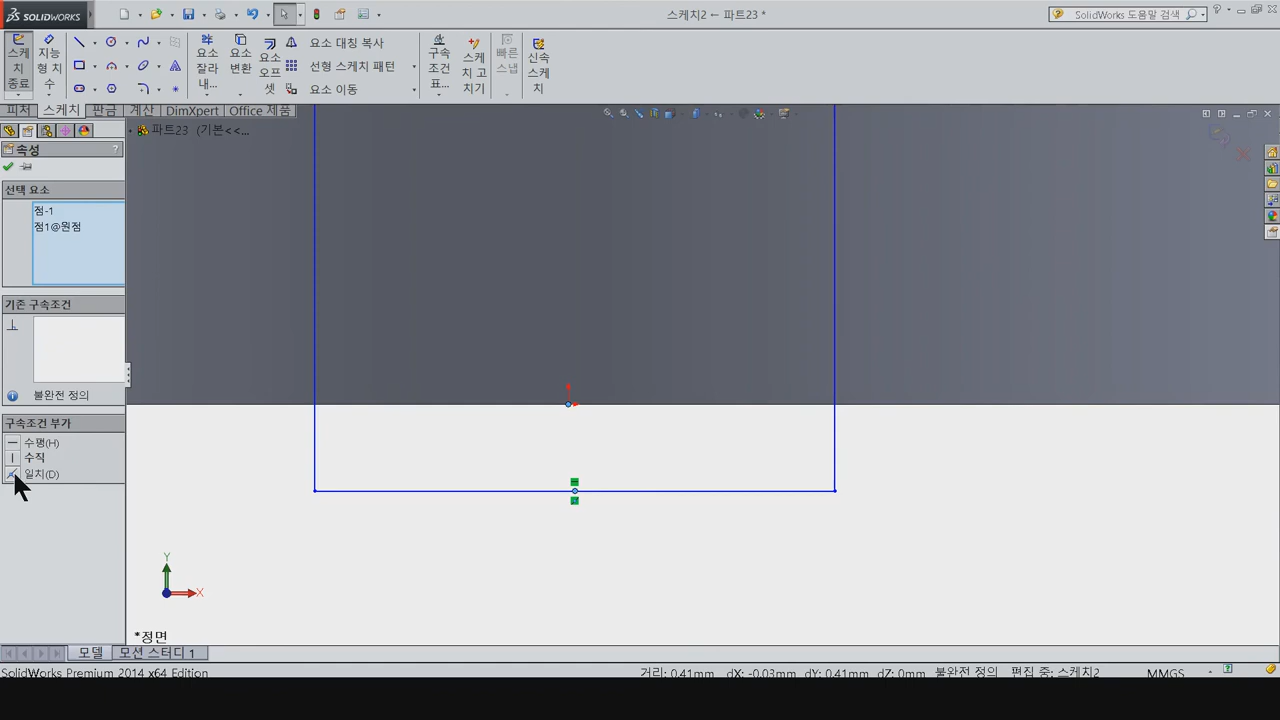 SOLIDWORKS
스케치2 ← 파트23 *
SolidWorks 도움말 검색
스케치 종료
지능형 치수
요소 잘라내...
요소 변환
요소 오프셋
요소 대칭 복사
선형 스케치 패턴
요소 이동
구속조건 표...
스케치 고치기
빠른 스냅
신속 스케치
피처
스케치
판금
계산
DimXpert
Office 제품
파트23 (기본<<...
속성
?
선택 요소
점-1
점1@원점
기존 구속조건
불완전 정의
구속조건 부가
수평(H)
수직
일치(D)
Y
X
*정면
모델
모션 스터디 1
SolidWorks Premium 2014 x64 Edition
거리: 0.41mm dX: -0.03mm dY: 0.41mm dZ: 0mm 불완전 정의 편집 중: 스케치2 MMGS